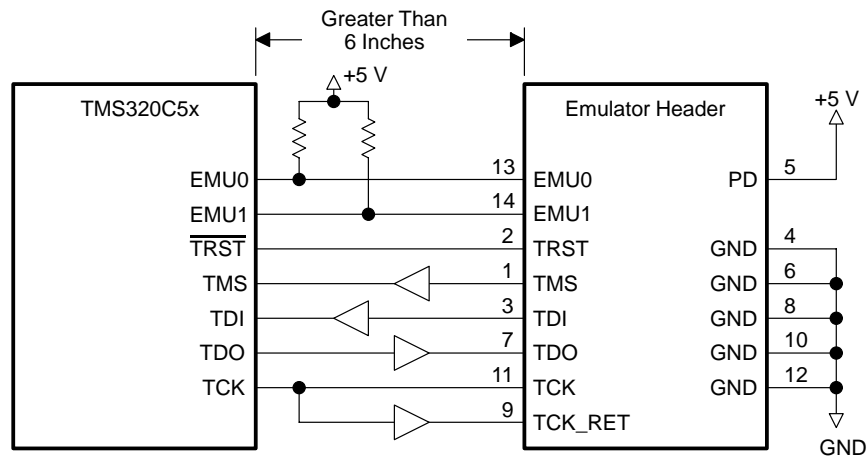 Greater Than
6 Inches
+5 V
TMS320C5x
Emulator Header
+5 V
EMU0 13 EMU0 PD 5
EMU1 14 EMU1
TRST 2 TRST GND 4
TMS 1 TMS GND 6
TDI 3 TDI GND 8
TDO 7 TDO GND 10
TCK 11 TCK GND 12
9 TCK_RET
GND